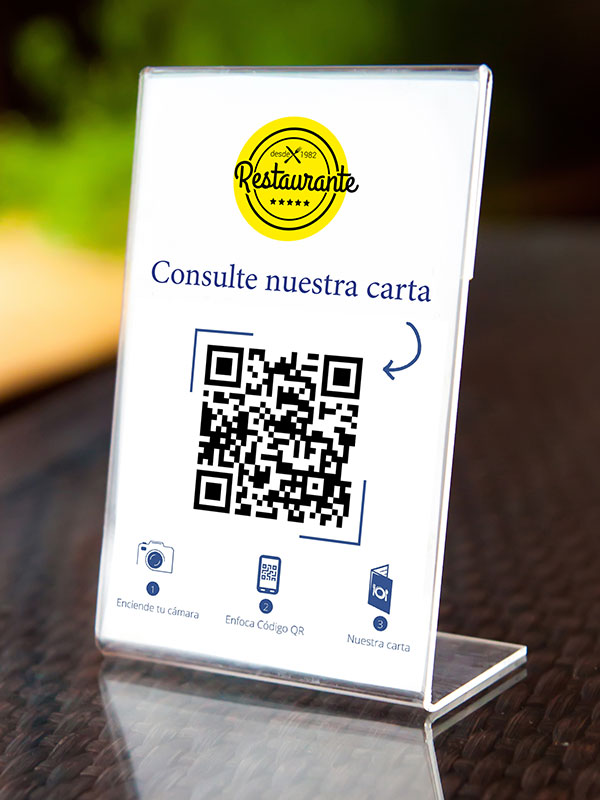 desde 1982
Restaurante
Consulte nuestra carta
1
Enciende tu cámara
2
Enfoca Código QR
3
Nuestra carta